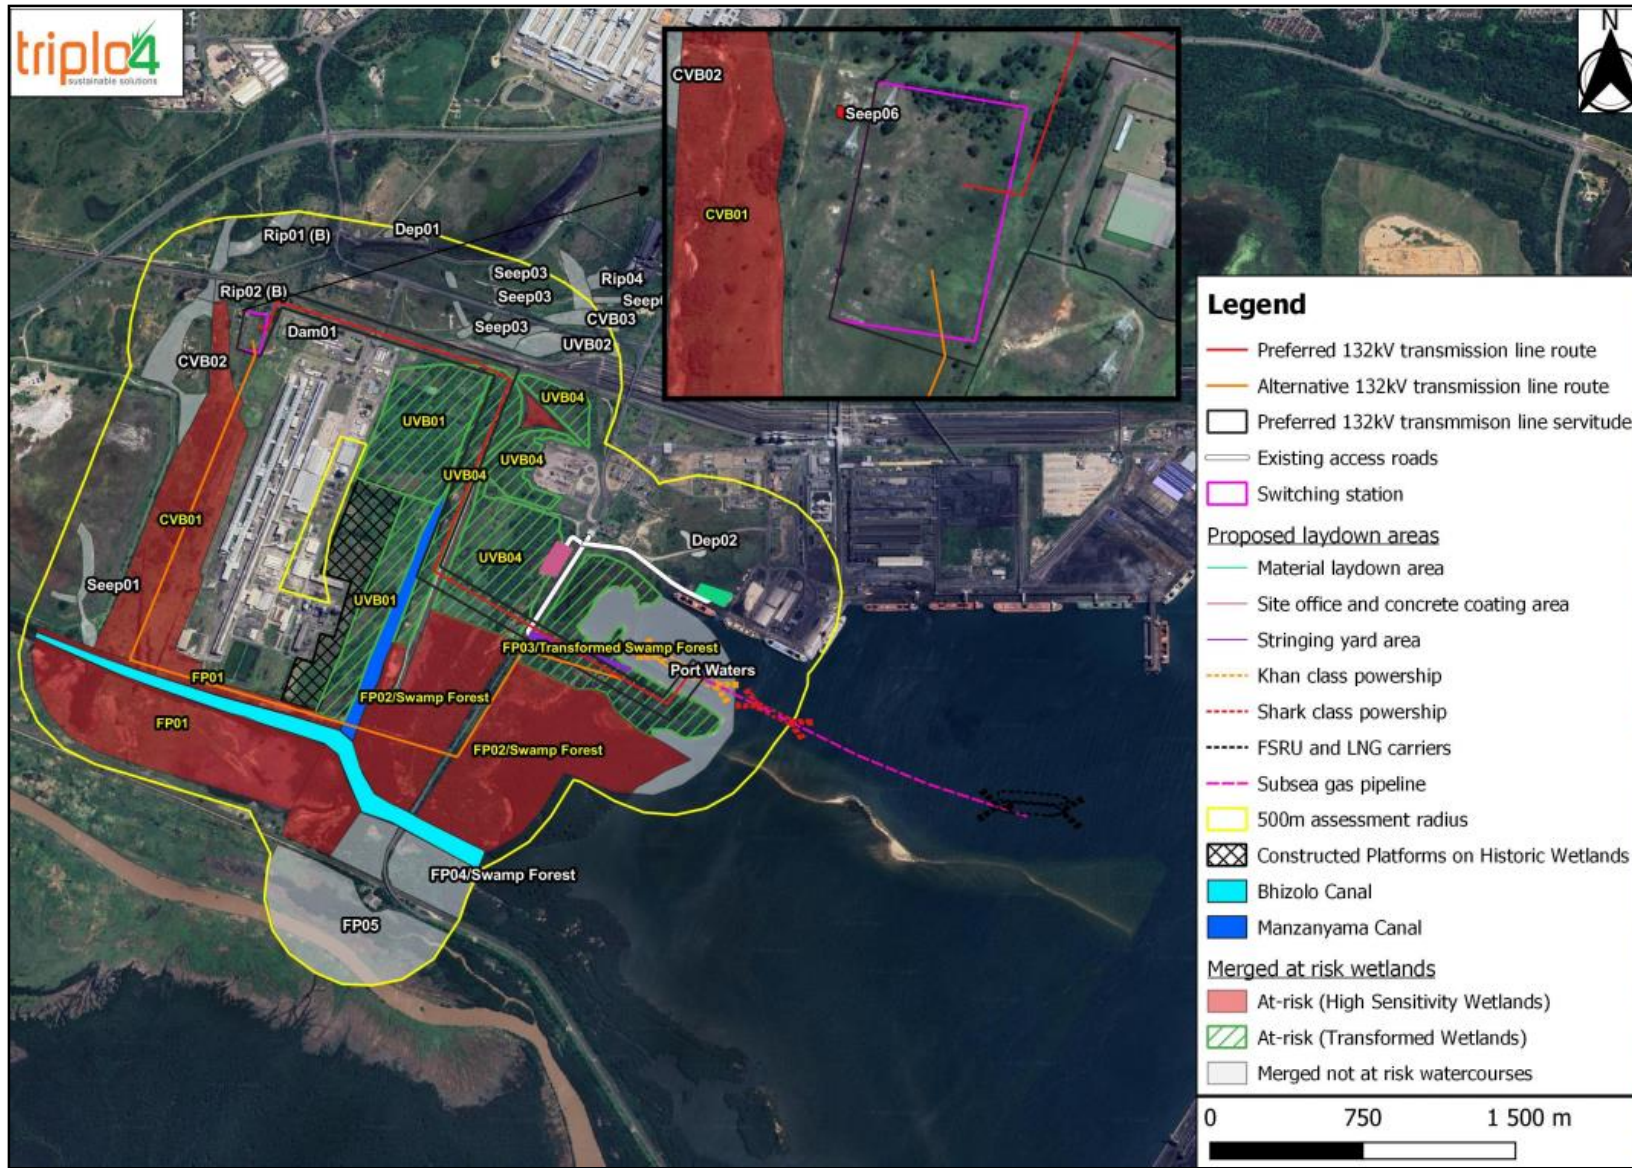 triplo4
sustainable solutions
N
CVB02
Seep06
CVB01
Rip01 (B)
Dep01
Seep03
Rip04
Rip02 (B)
Seep03
CVB03
Dam01
Seep03
UVB02
CVB02
UVB04
UVB01
UVB04
UVB04
CVB01
UVB04
Dep02
Seep01
UVB01
FP03/Transformed Swamp Forest
Port Waters
FP01
FP02/Swamp Forest
FP01
FP02/Swamp Forest
FP04/Swamp Forest
FP05
Legend
Preferred 132kV transmission line route
Alternative 132kV transmission line route
Preferred 132kV transmmison line servitude
Existing access roads
Switching station
Proposed laydown areas
Material laydown area
Site office and concrete coating area
Stringing yard area
Khan class powership
Shark class powership
FSRU and LNG carriers
Subsea gas pipeline
500m assessment radius
Constructed Platforms on Historic Wetlands
Bhizolo Canal
Manzanyama Canal
Merged at risk wetlands
At-risk (High Sensitivity Wetlands)
At-risk (Transformed Wetlands)
Merged not at risk watercourses
0 750 1 500 m